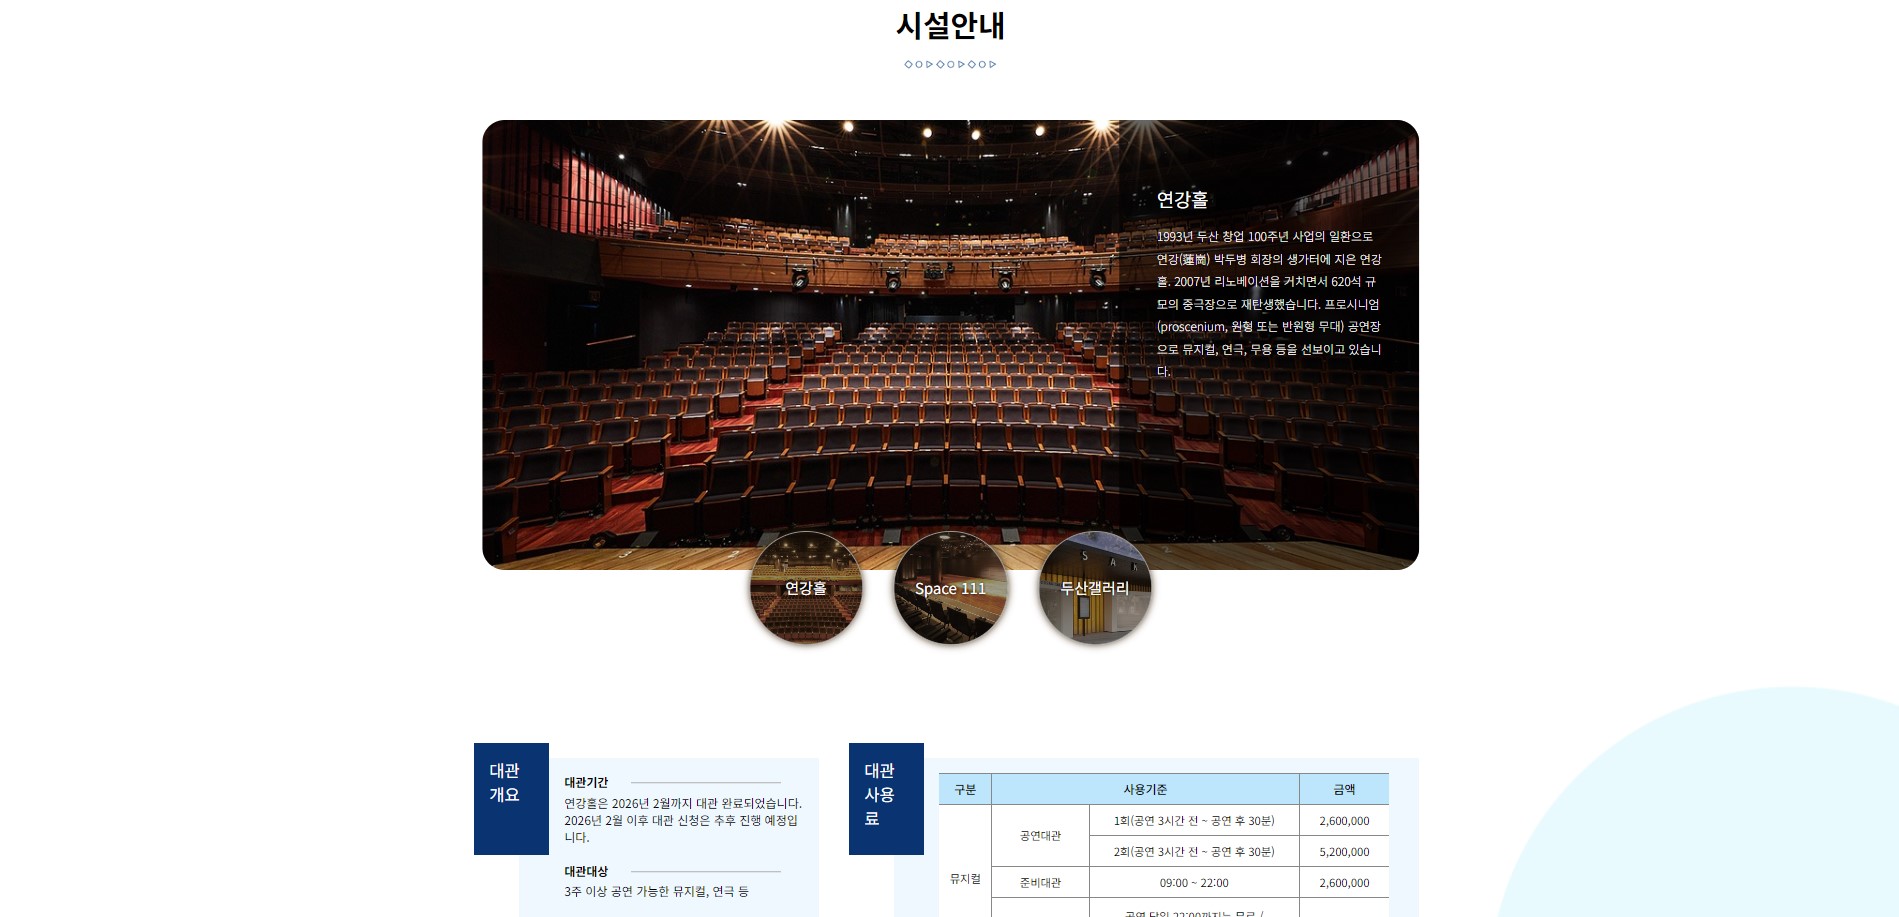 시설안내
연강홀
1993년 두산 창업 100주년 사업의 일환으로
연강(蓮崗) 박두병 회장의 생가터에 지은 연강
홀. 2007년 리노베이션을 거치면서 620석 규
모의 중극장으로 재탄생했습니다. 프로시니엄
(proscenium, 원형 또는 반원형 무대) 공연장
으로 뮤지컬, 연극, 무용 등을 선보이고 있습니
다.
연강홀
Space 111
두산갤러리
대관
개요
대관기간
연강홀은 2026년 2월까지 대관 완료되었습니다.
2026년 2월 이후 대관 신청은 추후 진행 예정입
니다.
대관대상
3주 이상 공연 가능한 뮤지컬, 연극 등
대관
사용
료
구분 사용기준 금액
뮤지컬
공연대관
1회(공연 3시간 전 ~ 공연 후 30분) 2,600,000
2회(공연 3시간 전 ~ 공연 후 30분) 5,200,000
준비대관 09:00 ~ 22:00 2,600,000
공연 당일 22:00까지는 무료 /